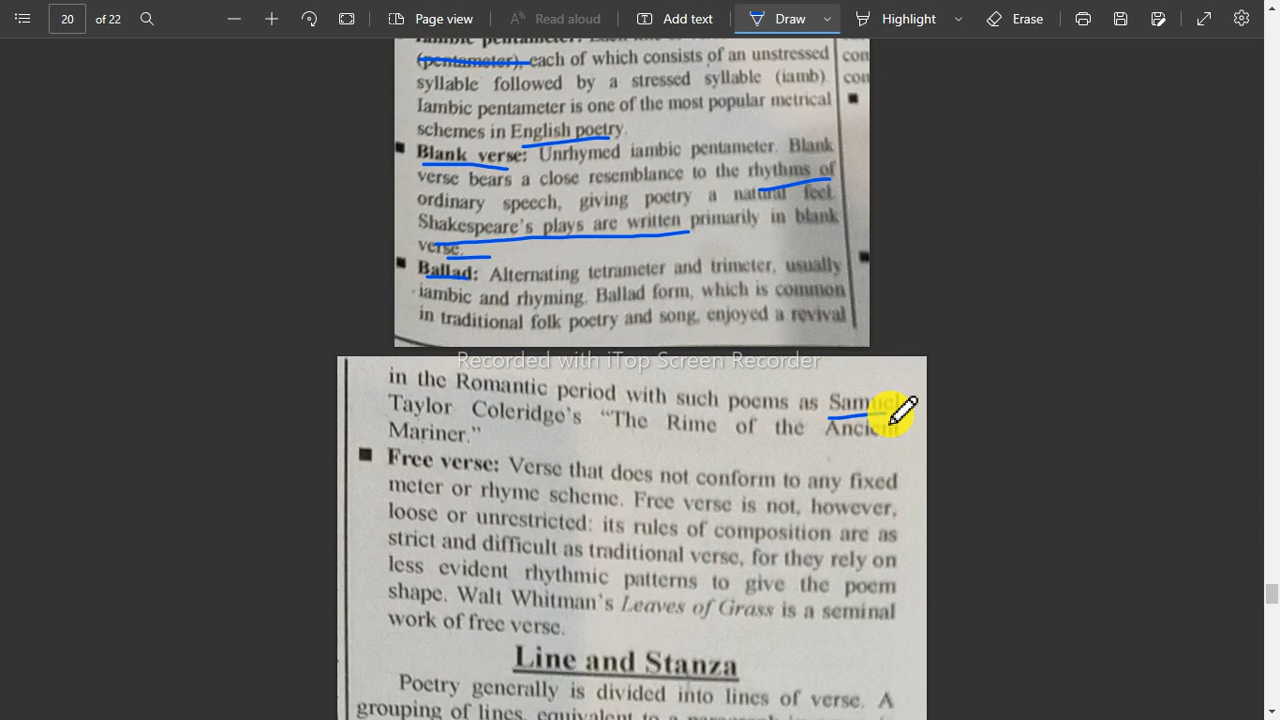 20 of 22
Page view
Read aloud
Add text
Draw
Highlight
Erase
(pentameter), each of which consists of an unstressed
syllable followed by a stressed syllable (iamb).
Iambic pentameter is one of the most popular metrical
schemes in English poetry.
■ Blank verse: Unrhymed iambic pentameter. Blank
verse bears a close resemblance to the rhythms of
ordinary speech, giving poetry a natural feel.
Shakespeare's plays are written primarily in blank
verse.
■ Ballad: Alternating tetrameter and trimeter, usually
iambic and rhyming. Ballad form, which is common
in traditional folk poetry and song, enjoyed a revival
Recorded with iTop Screen Recorder
in the Romantic period with such poems as Samuel
Taylor Coleridge's "The Rime of the Ancient
Mariner."
■ Free verse: Verse that does not conform to any fixed
meter or rhyme scheme. Free verse is not, however,
loose or unrestricted: its rules of composition are as
strict and difficult as traditional verse, for they rely on
less evident rhythmic patterns to give the poem
shape. Walt Whitman's Leaves of Grass is a seminal
work of free verse.
Line and Stanza
Poetry generally is divided into lines of verse. A
grouping of lines, equivalent to a